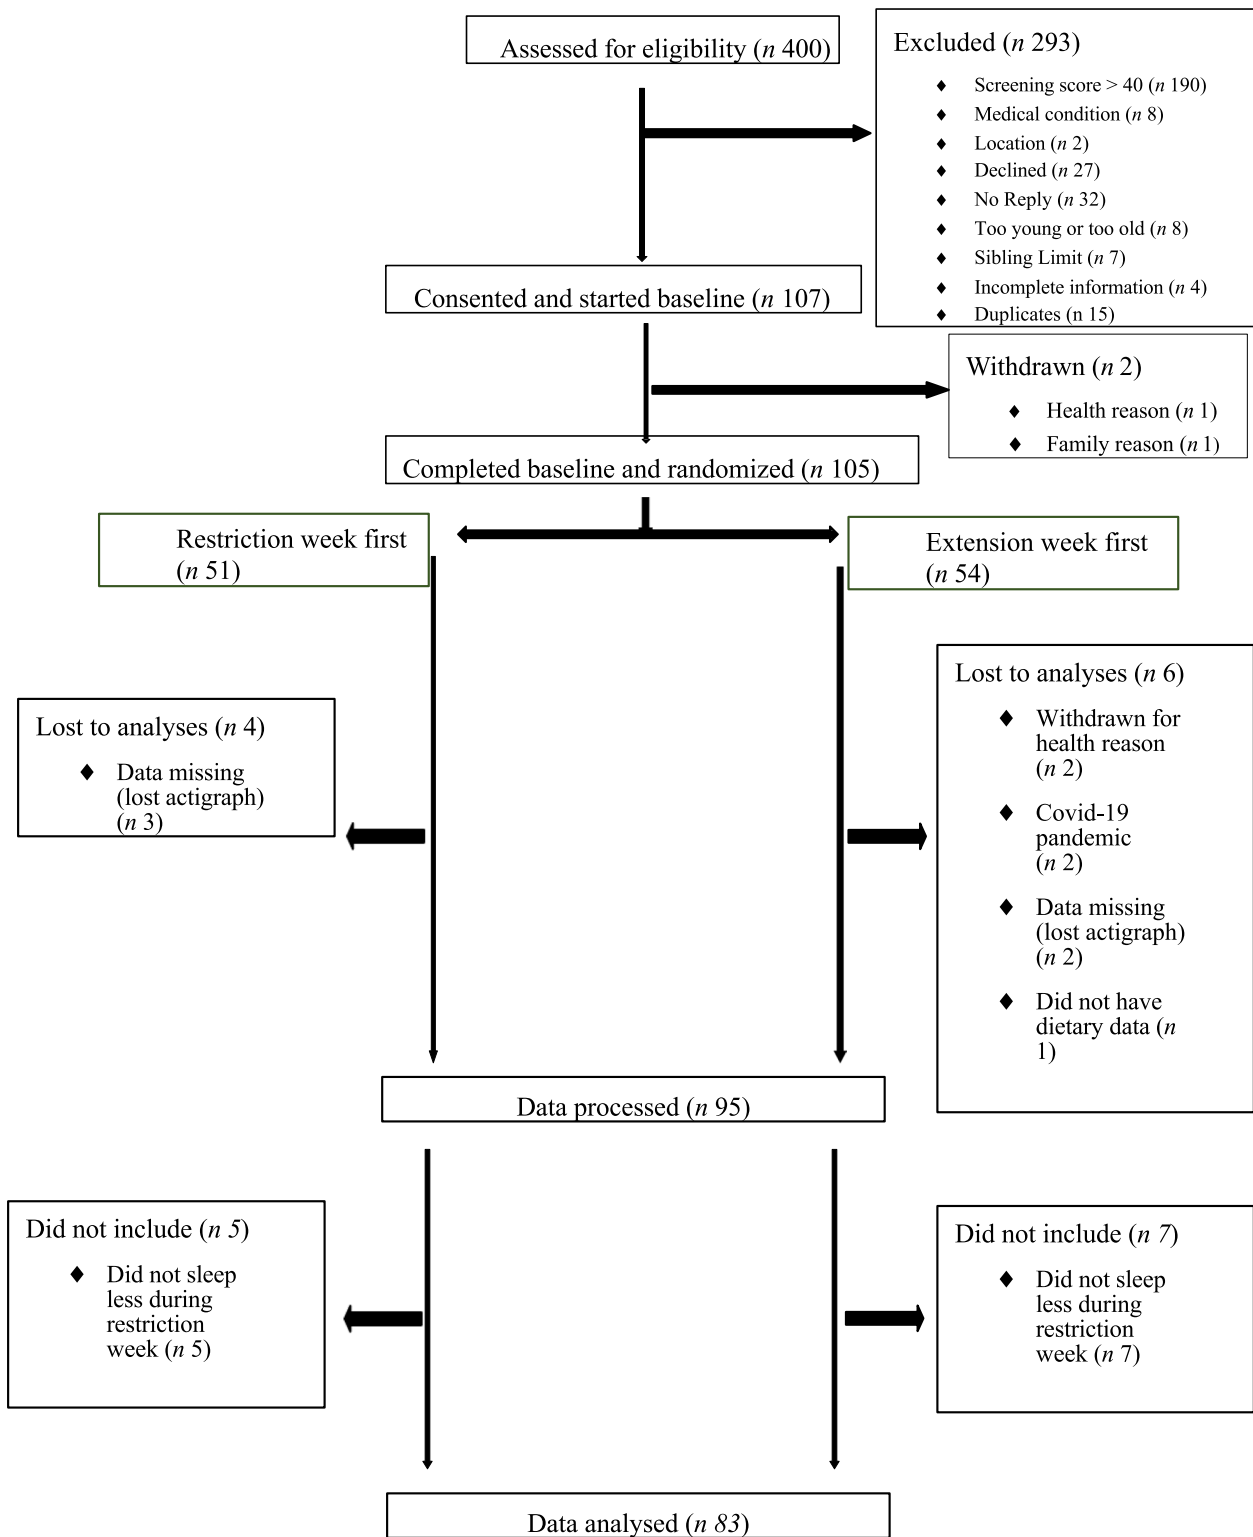 Assessed for eligibility (n 400)
Excluded (n 293)
♦ Screening score > 40 (n 190)
♦ Medical condition (n 8)
♦ Location (n 2)
♦ Declined (n 27)
♦ No Reply (n 32)
♦ Too young or too old (n 8)
♦ Sibling Limit (n 7)
♦ Incomplete information (n 4)
♦ Duplicates (n 15)
Consented and started baseline (n 107)
Withdrawn (n 2)
♦ Health reason (n 1)
♦ Family reason (n 1)
Completed baseline and randomized (n 105)
Restriction week first
(n 51)
Extension week first
(n 54)
Lost to analyses (n 4)
♦ Data missing
(lost actigraph)
(n 3)
Lost to analyses (n 6)
♦ Withdrawn for
health reason
(n 2)
♦ Covid-19
pandemic
(n 2)
♦ Data missing
(lost actigraph)
(n 2)
♦ Did not have
dietary data (n
1)
Data processed (n 95)
Did not include (n 5)
♦ Did not sleep
less during
restriction
week (n 5)
Did not include (n 7)
♦ Did not sleep
less during
restriction
week (n 7)
Data analysed (n 83)